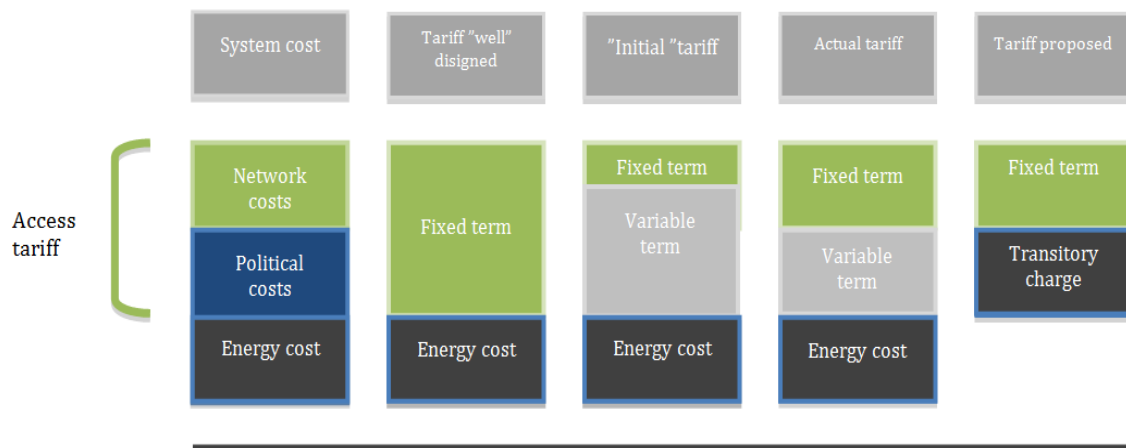 System cost
Tariff ”well”
disigned
”Initial ”tariff
Actual tariff
Tariff proposed
Access
tariff
Network
costs
Political
costs
Energy cost
Fixed term
Energy cost
Fixed term
Variable
term
Energy cost
Fixed term
Variable
term
Energy cost
Fixed term
Transitory
charge